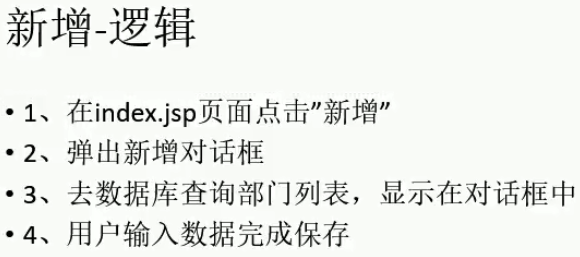 新增-逻辑
• 1、在index.jsp页面点击”新增”
• 2、弹出新增对话框
• 3、去数据库查询部门列表，显示在对话框中
• 4、用户输入数据完成保存